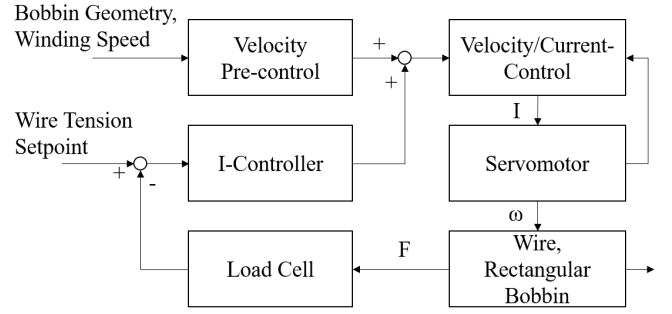 Bobbin Geometry,
Winding Speed
Velocity
Pre-control
+
+
Velocity/Current-
Control
I
Wire Tension
Setpoint
+
-
I-Controller
Servomotor
ω
Load Cell
F
Wire,
Rectangular
Bobbin